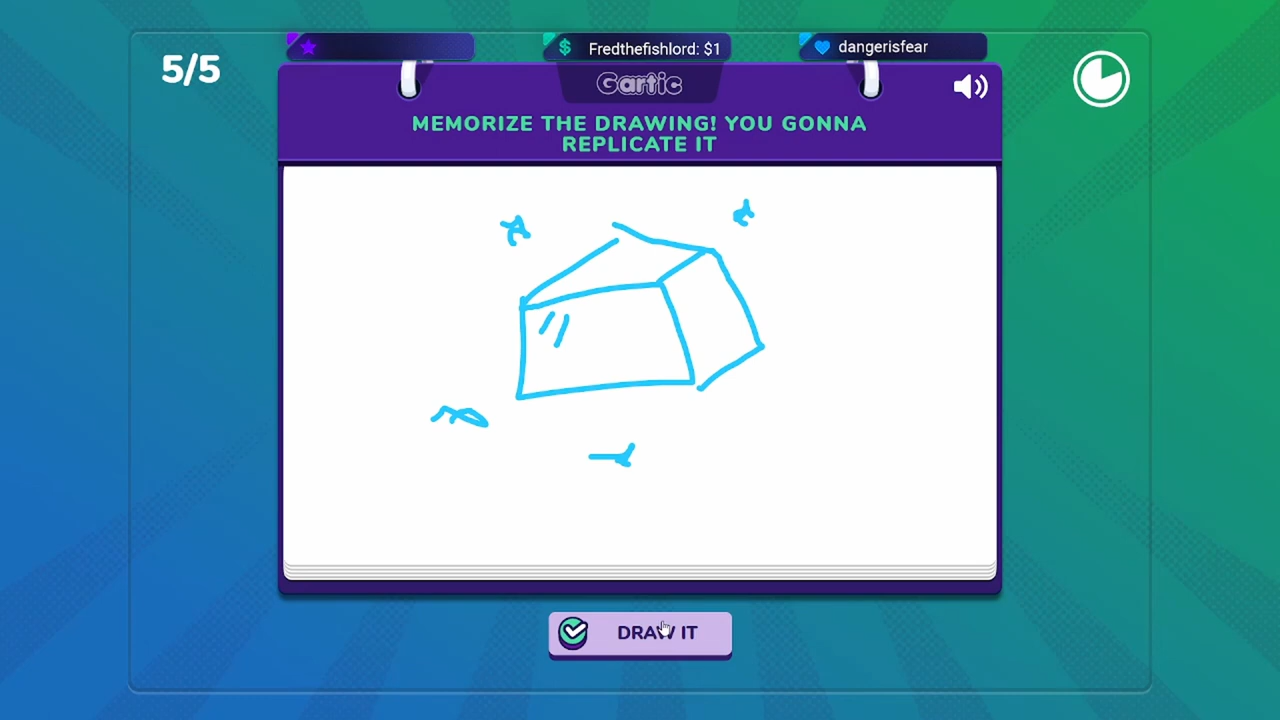 5/5
Fredthefishlord: $1
dangerisfear
Gartic
MEMORIZE THE DRAWING! YOU GONNA
REPLICATE IT
DRAW IT